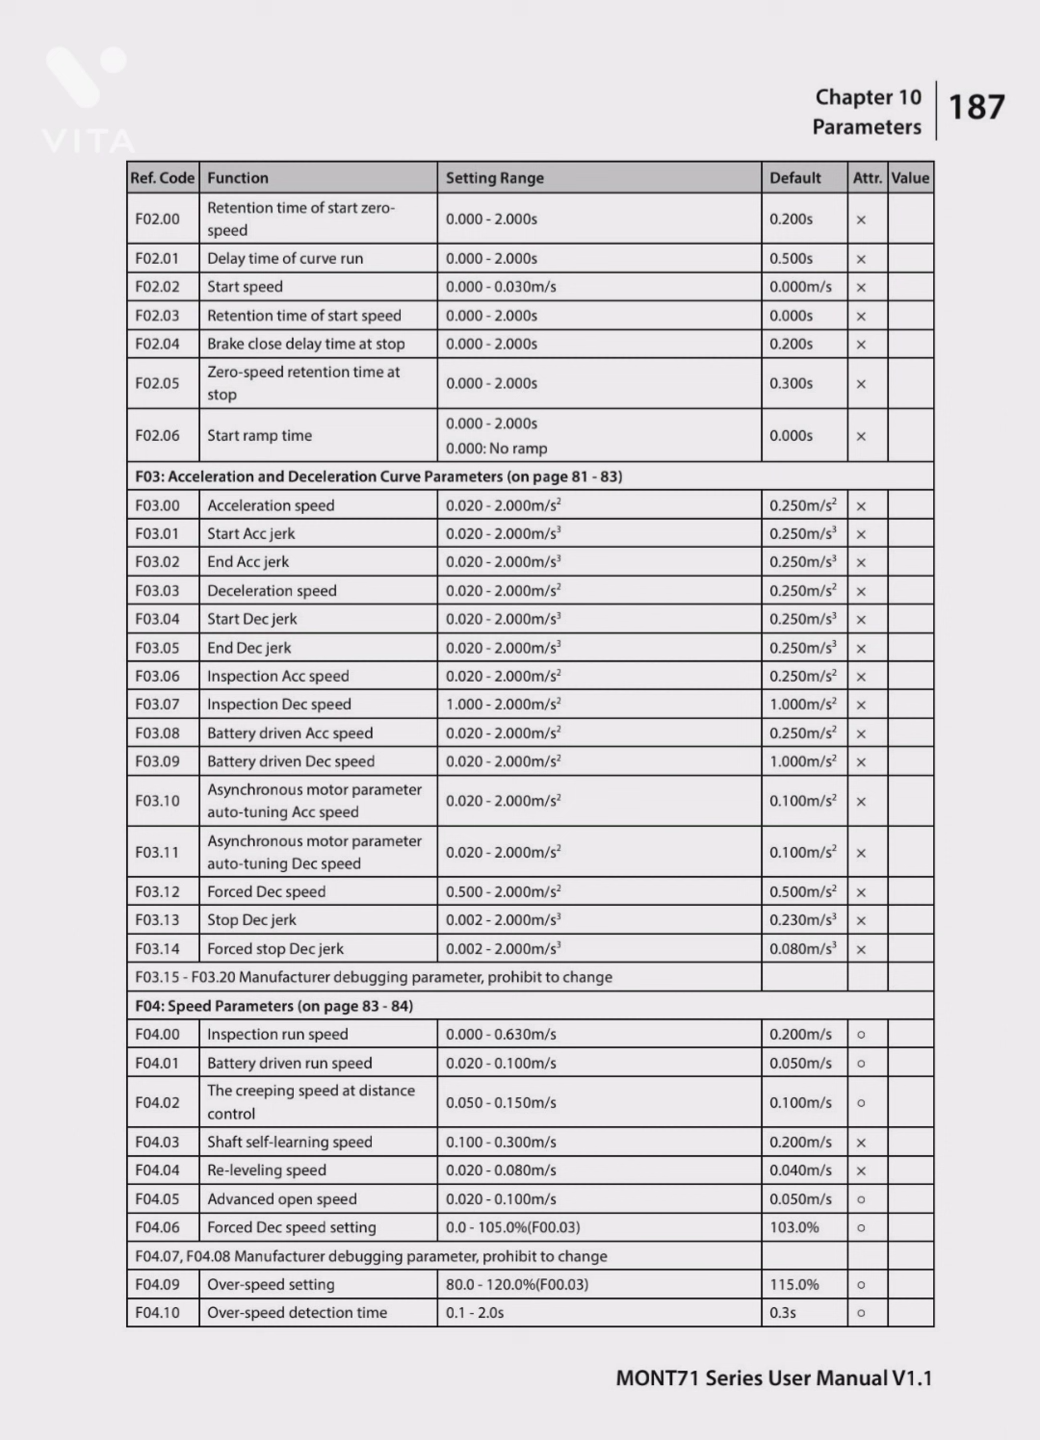 VITA
Chapter 10
Parameters
187
Ref. Code Function Setting Range Default Attr. Value
F02.00 Retention time of start zero-speed 0.000 - 2.000s 0.200s ×
F02.01 Delay time of curve run 0.000 - 2.000s 0.500s ×
F02.02 Start speed 0.000 - 0.030m/s 0.000m/s ×
F02.03 Retention time of start speed 0.000 - 2.000s 0.000s ×
F02.04 Brake close delay time at stop 0.000 - 2.000s 0.200s ×
F02.05 Zero-speed retention time at stop 0.000 - 2.000s 0.300s ×
F02.06 Start ramp time 0.000 - 2.000s 0.000: No ramp 0.000s ×
F03: Acceleration and Deceleration Curve Parameters (on page 81 - 83)
F03.00 Acceleration speed 0.020 - 2.000m/s² 0.250m/s² ×
F03.01 Start Acc jerk 0.020 - 2.000m/s³ 0.250m/s³ ×
F03.02 End Acc jerk 0.020 - 2.000m/s³ 0.250m/s³ ×
F03.03 Deceleration speed 0.020 - 2.000m/s² 0.250m/s² ×
F03.04 Start Dec jerk 0.020 - 2.000m/s³ 0.250m/s³ ×
F03.05 End Dec jerk 0.020 - 2.000m/s³ 0.250m/s³ ×
F03.06 Inspection Acc speed 0.020 - 2.000m/s² 0.250m/s² ×
F03.07 Inspection Dec speed 1.000 - 2.000m/s² 1.000m/s² ×
F03.08 Battery driven Acc speed 0.020 - 2.000m/s² 0.250m/s² ×
F03.09 Battery driven Dec speed 0.020 - 2.000m/s² 1.000m/s² ×
F03.10 Asynchronous motor parameter auto-tuning Acc speed 0.020 - 2.000m/s² 0.100m/s² ×
F03.11 Asynchronous motor parameter auto-tuning Dec speed 0.020 - 2.000m/s² 0.100m/s² ×
F03.12 Forced Dec speed 0.500 - 2.000m/s² 0.500m/s² ×
F03.13 Stop Dec jerk 0.002 - 2.000m/s³ 0.230m/s³ ×
F03.14 Forced stop Dec jerk 0.002 - 2.000m/s³ 0.080m/s³ ×
F03.15 - F03.20 Manufacturer debugging parameter, prohibit to change
F04: Speed Parameters (on page 83 - 84)
F04.00 Inspection run speed 0.000 - 0.630m/s 0.200m/s ○
F04.01 Battery driven run speed 0.020 - 0.100m/s 0.050m/s ○
F04.02 The creeping speed at distance control 0.050 - 0.150m/s 0.100m/s ○
F04.03 Shaft self-learning speed 0.100 - 0.300m/s 0.200m/s ×
F04.04 Re-leveling speed 0.020 - 0.080m/s 0.040m/s ×
F04.05 Advanced open speed 0.020 - 0.100m/s 0.050m/s ○
F04.06 Forced Dec speed setting 0.0 - 105.0%(F00.03) 103.0% ○
F04.07, F04.08 Manufacturer debugging parameter, prohibit to change
F04.09 Over-speed setting 80.0 - 120.0%(F00.03) 115.0% ○
F04.10 Over-speed detection time 0.1 - 2.0s 0.3s ○
MONT71 Series User Manual V1.1